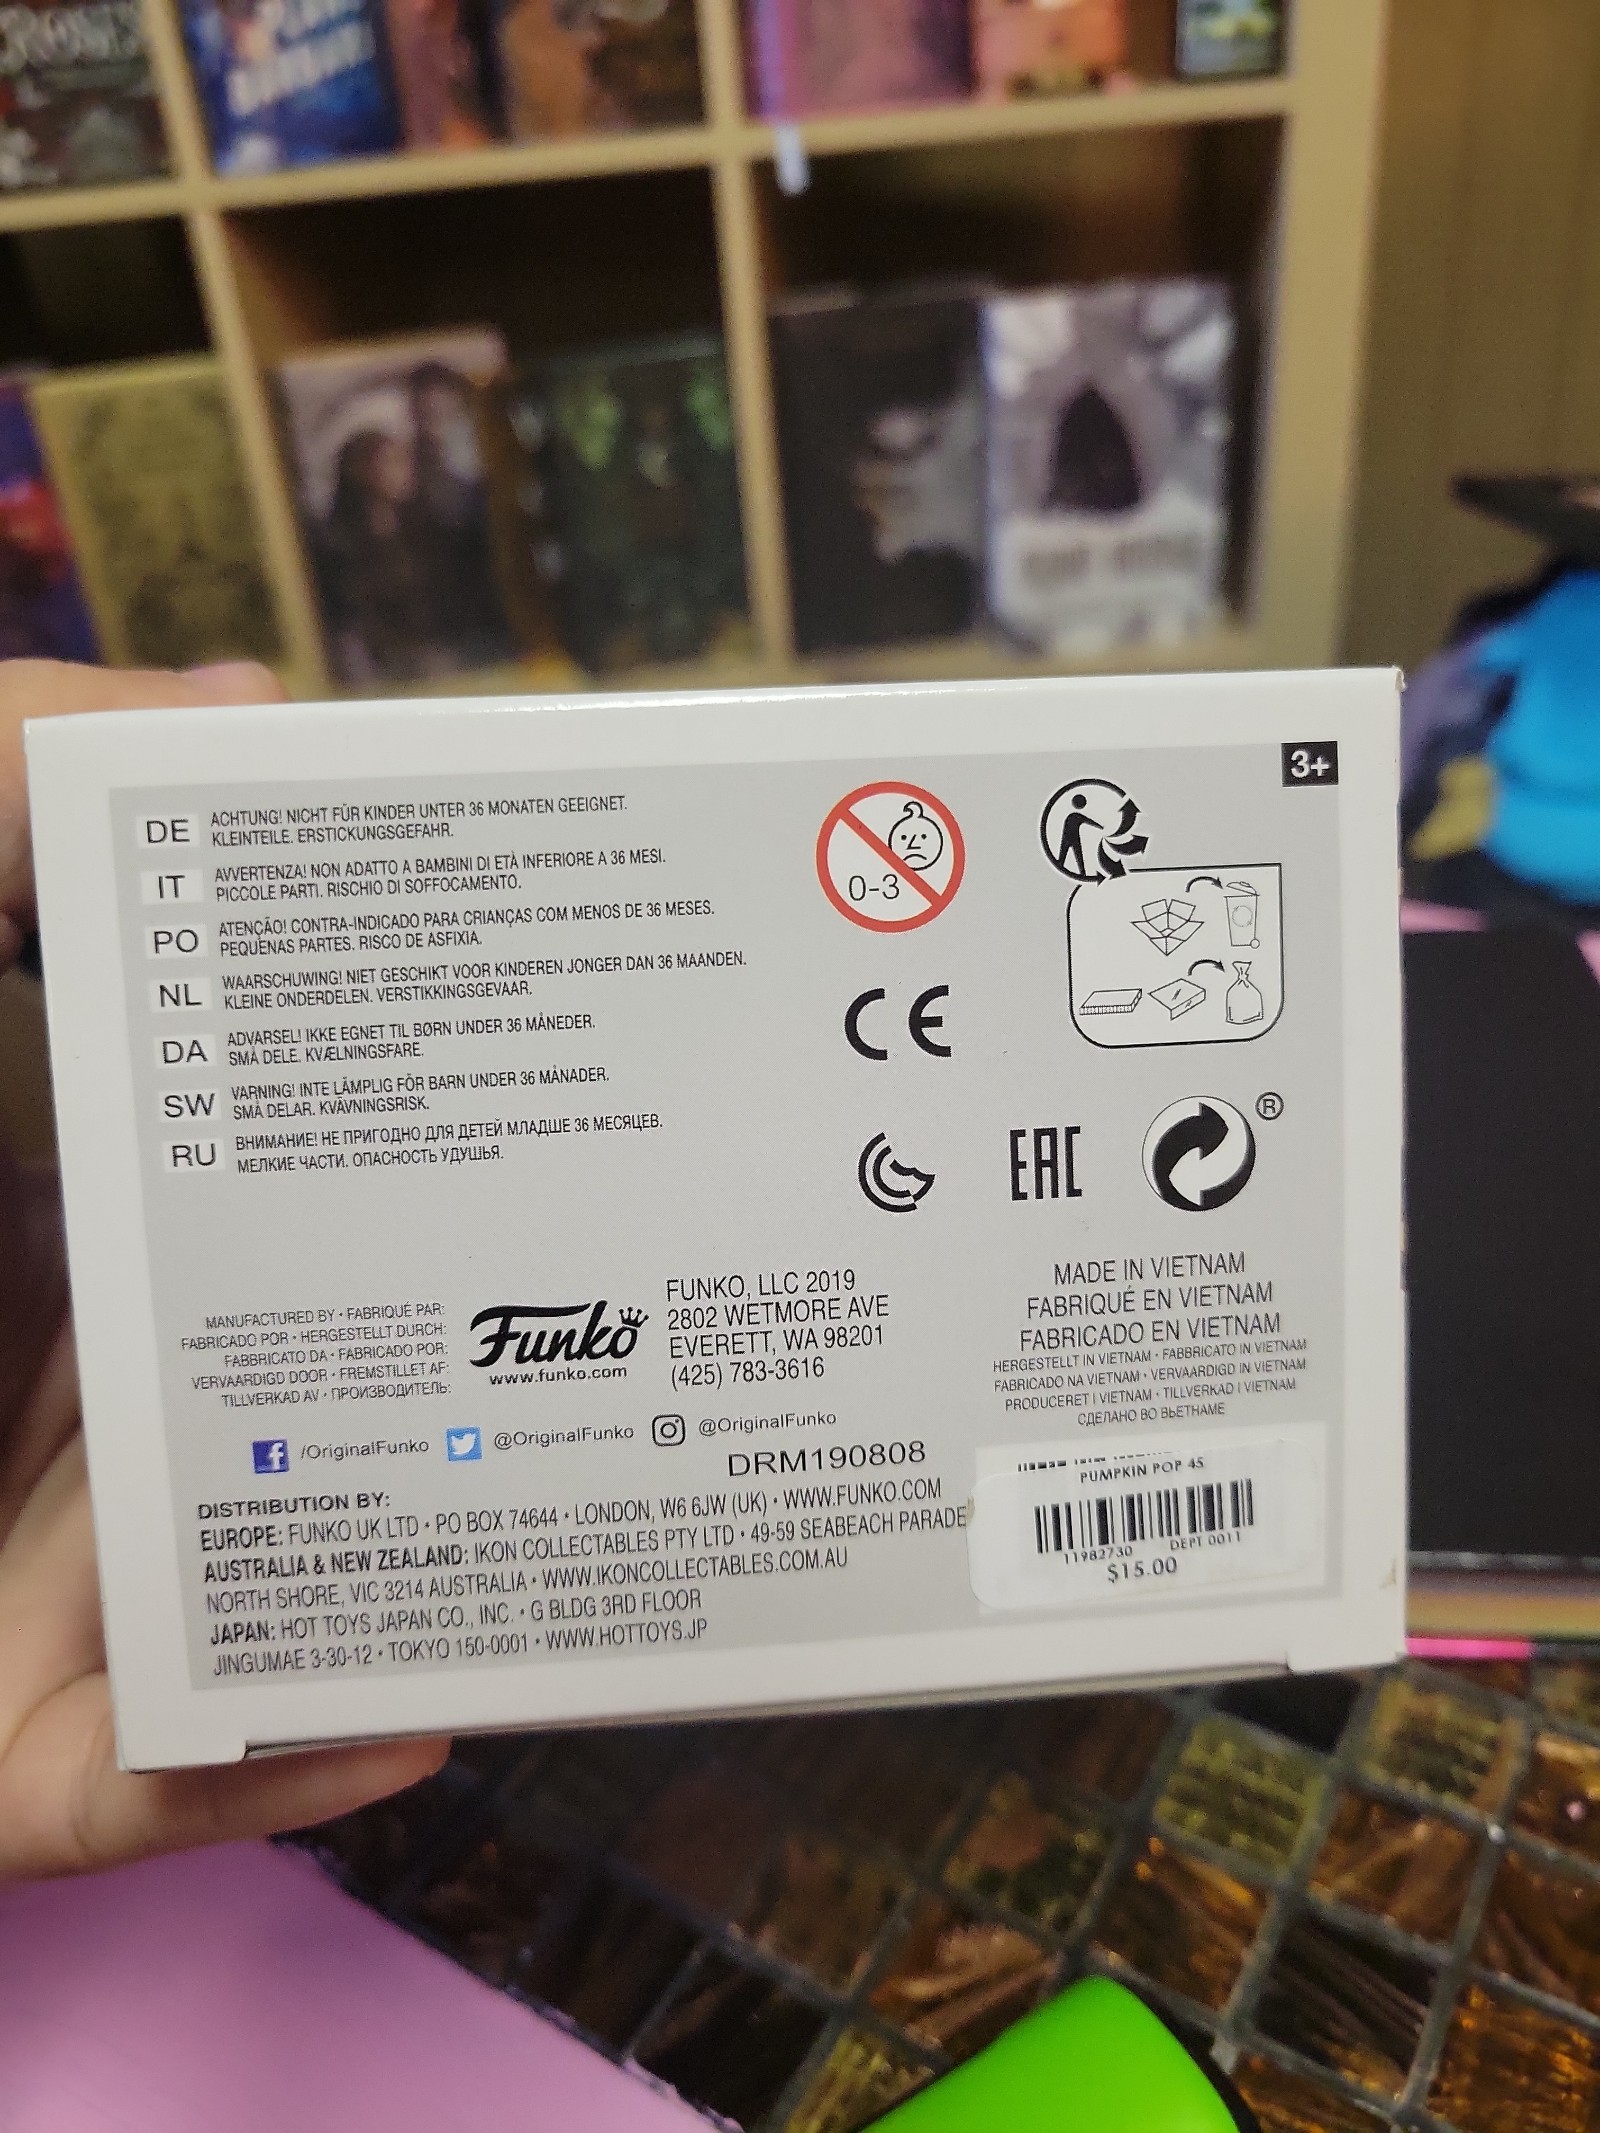 3+
DE
ACHTUNG! NICHT FÜR KINDER UNTER 36 MONATEN GEEIGNET.
KLEINTEILE. ERSTICKUNGSGEFAHR.
IT
AVVERTENZA! NON ADATTO A BAMBINI DI ETÀ INFERIORE A 36 MESI.
PICCOLE PARTI. RISCHIO DI SOFFOCAMENTO.
PO
ATENÇÃO! CONTRA-INDICADO PARA CRIANÇAS COM MENOS DE 36 MESES.
PEQUENAS PARTES. RISCO DE ASFIXIA.
NL
WAARSCHUWING! NIET GESCHIKT VOOR KINDEREN JONGER DAN 36 MAANDEN.
KLEINE ONDERDELEN. VERSTIKKINGSGEVAAR.
DA
ADVARSEL! IKKE EGNET TIL BØRN UNDER 36 MÅNEDER.
SMÅ DELE. KVÆLNINGSFARE.
SW
VARNING! INTE LÄMPLIG FÖR BARN UNDER 36 MÅNADER.
SMÅ DELAR. KVÄVNINGSRISK.
RU
ВНИМАНИЕ! НЕ ПРИГОДНО ДЛЯ ДЕТЕЙ МЛАДШЕ 36 МЕСЯЦЕВ.
МЕЛКИЕ ЧАСТИ. ОПАСНОСТЬ УДУШЬЯ.
0-3
CE
EAC
®
MANUFACTURED BY • FABRIQUÉ PAR:
FABRICADO POR • HERGESTELLT DURCH:
FABBRICATO DA • FABRICADO POR:
VERVAARDIGD DOOR • FREMSTILLET AF:
TILLVERKAD AV • ПРОИЗВОДИТЕЛЬ:
Funko
www.funko.com
FUNKO, LLC 2019
2802 WETMORE AVE
EVERETT, WA 98201
(425) 783-3616
MADE IN VIETNAM
FABRIQUÉ EN VIETNAM
FABRICADO EN VIETNAM
HERGESTELLT IN VIETNAM • FABBRICATO IN VIETNAM
FABRICADO NA VIETNAM • VERVAARDIGD IN VIETNAM
PRODUCERET I VIETNAM • TILLVERKAD I VIETNAM
СДЕЛАНО ВО ВЬЕТНАМЕ
/OriginalFunko
@OriginalFunko
@OriginalFunko
DRM190808
DISTRIBUTION BY:
EUROPE: FUNKO UK LTD • PO BOX 74644 • LONDON, W6 6JW (UK) • WWW.FUNKO.COM
AUSTRALIA & NEW ZEALAND: IKON COLLECTABLES PTY LTD • 49-59 SEABEACH PARADE
NORTH SHORE, VIC 3214 AUSTRALIA • WWW.IKONCOLLECTABLES.COM.AU
JAPAN: HOT TOYS JAPAN CO., INC. • G BLDG 3RD FLOOR
JINGUMAE 3-30-12 • TOKYO 150-0001 • WWW.HOTTOYS.JP
PUMPKIN POP 45
11982730 DEPT 0011
$15.00